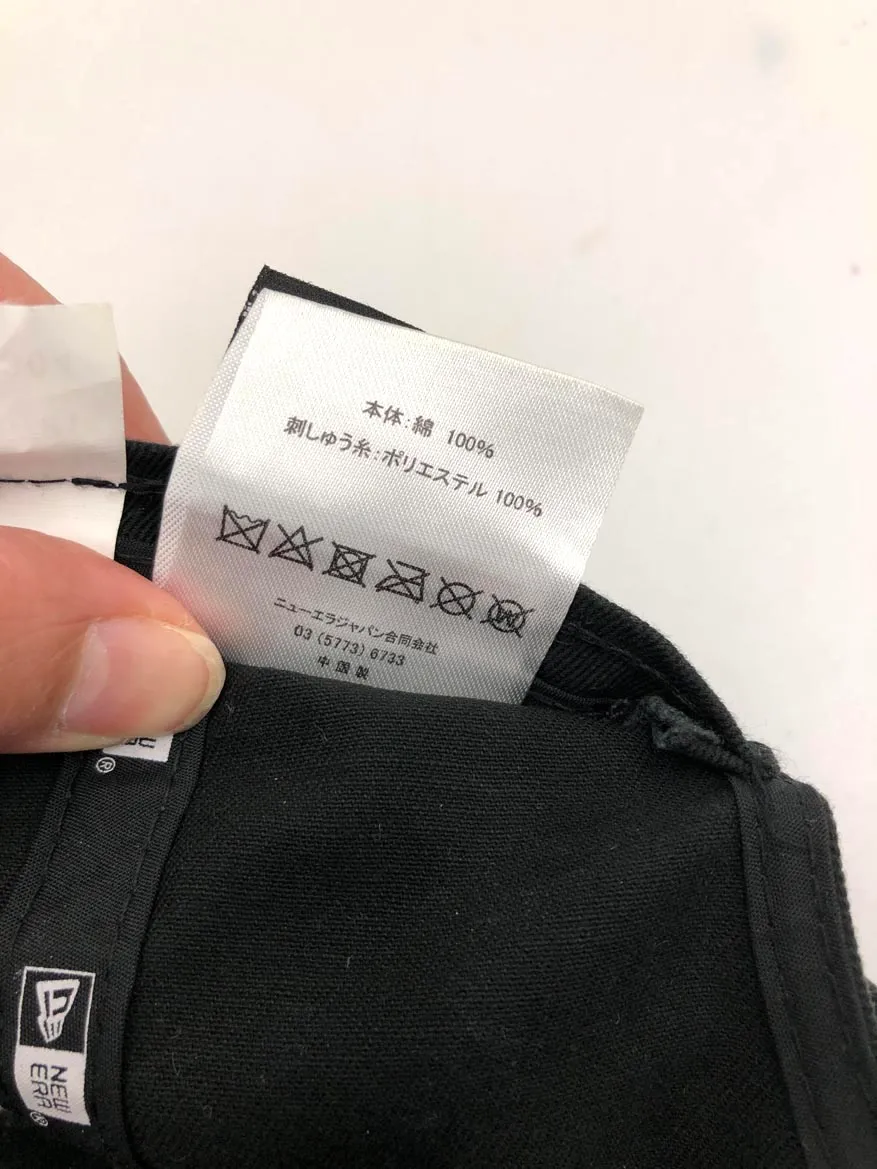 本体:綿 100%
刺しゅう糸:ポリエステル 100%
ニューエラジャパン合同会社
03 (5773) 6733
中国製
®
NEW
ERA®